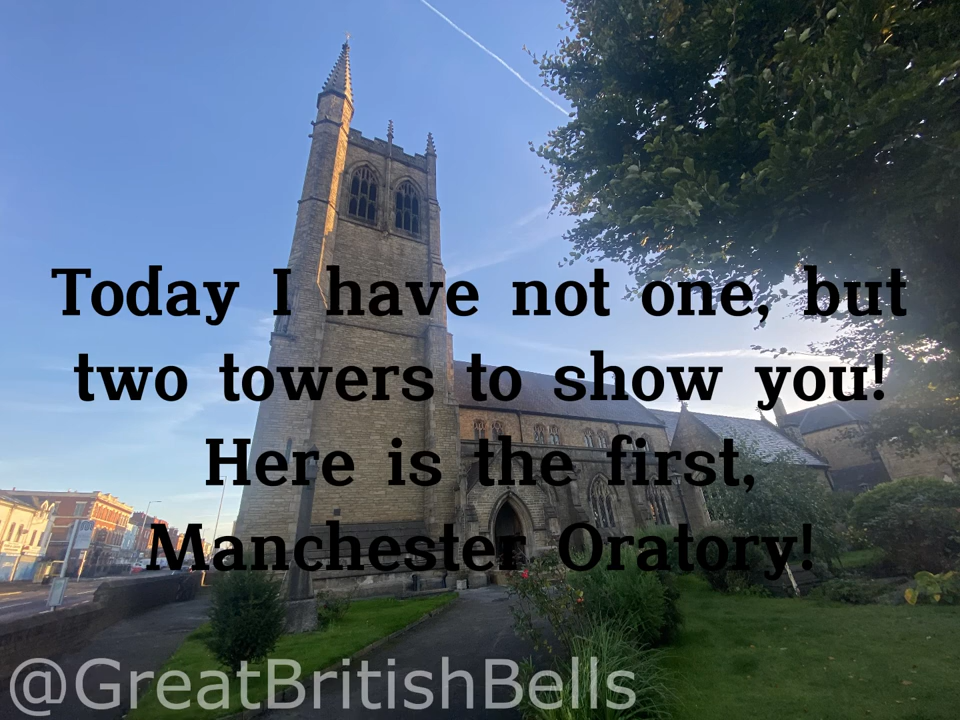 Today I have not one, but
two towers to show you!
Here is the first,
Manchester Oratory!
@GreatBritishBells